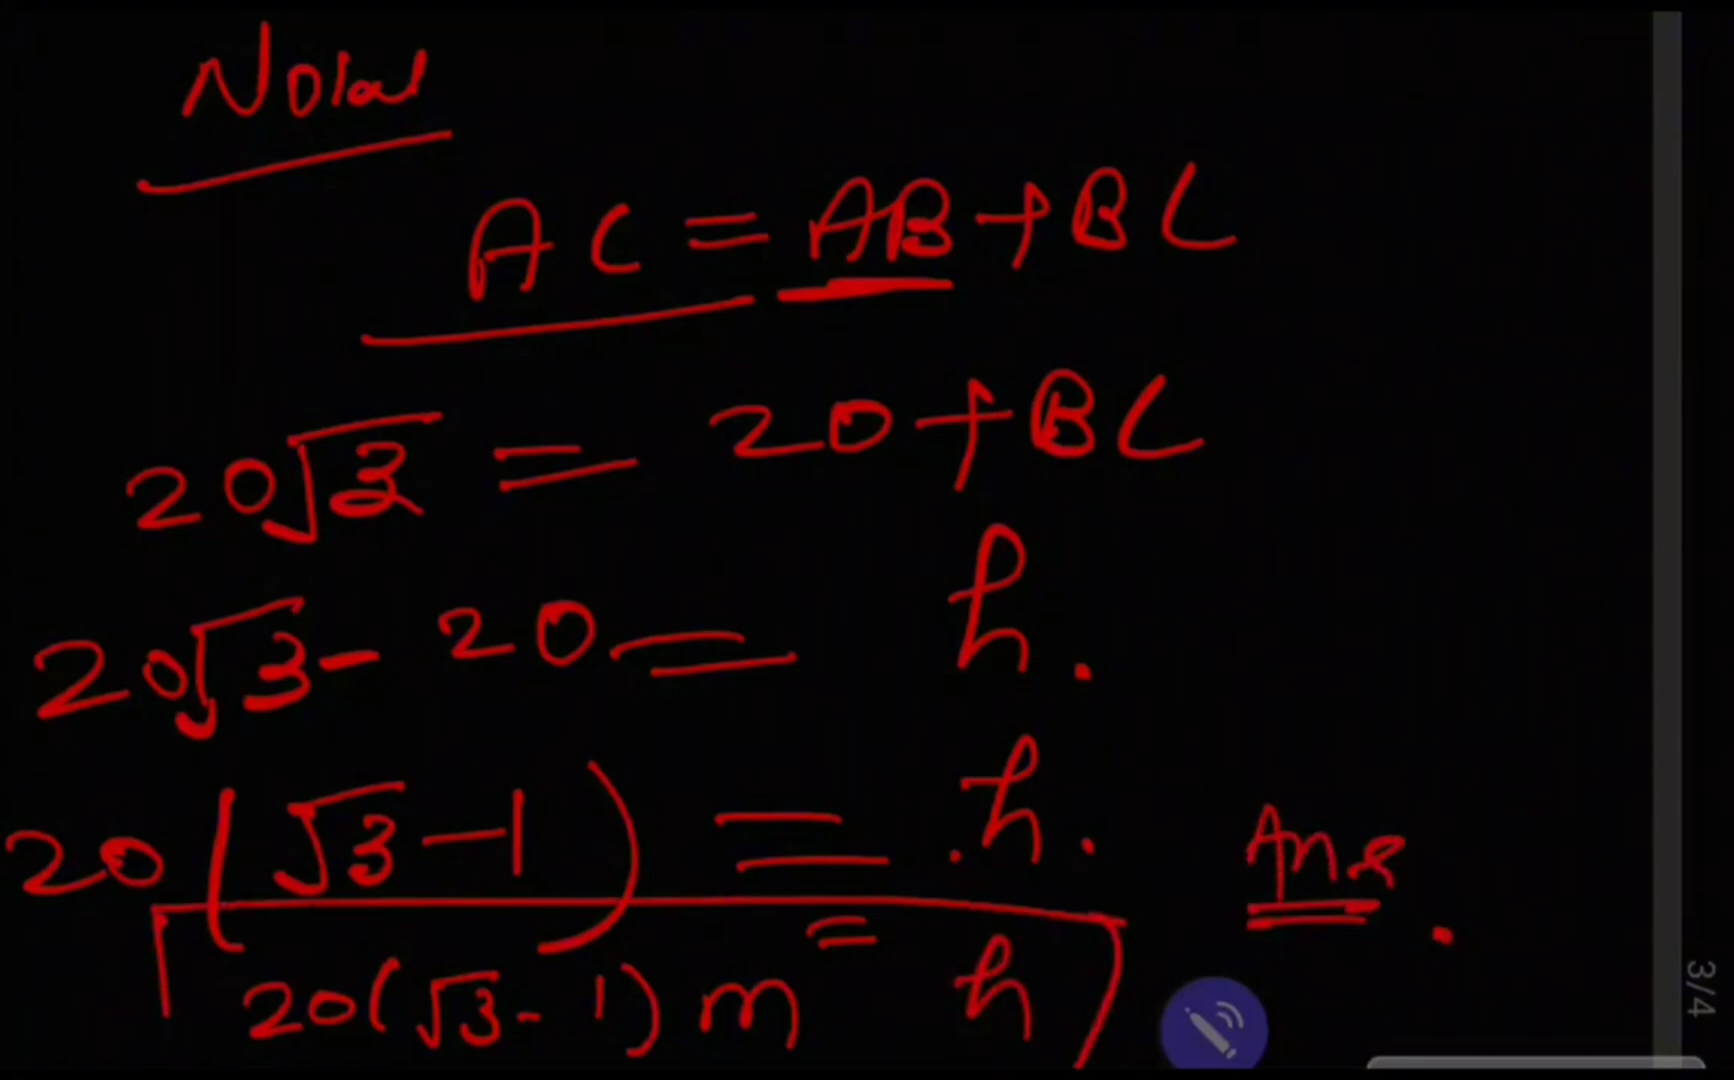 AC = AB + BC
20√3 = 20 + BC
20√3 - 20 = h.
20(√3 - 1) = .h. Ans.
20(√3 - 1) m = h
3/4